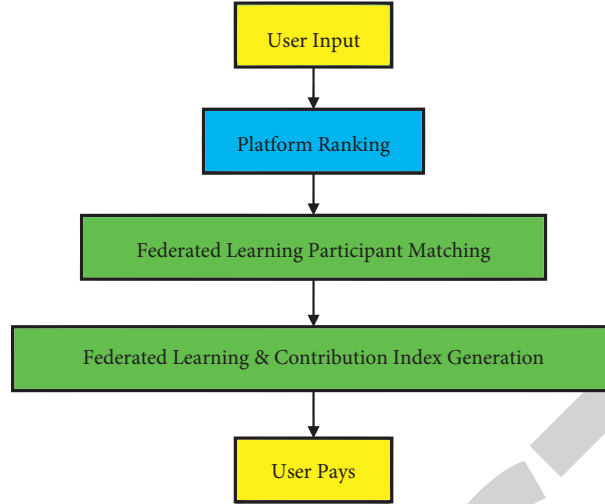 User Input
Platform Ranking
Federated Learning Participant Matching
Federated Learning & Contribution Index Generation
User Pays